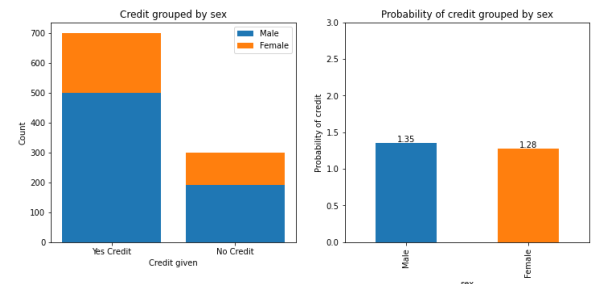 Credit grouped by sex
Male
Female
700
600
500
400
300
200
100
0
Count
Yes Credit
No Credit
Credit given
Probability of credit grouped by sex
3.0
2.5
2.0
1.5
1.0
0.5
0.0
Probability of credit
1.35
1.28
Male
Female